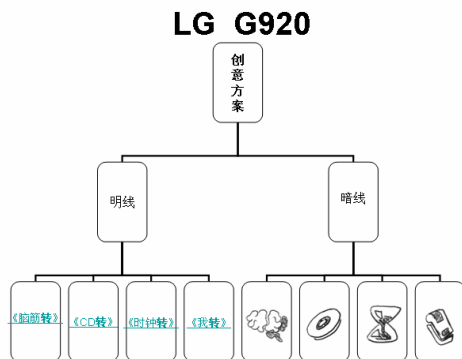 LG G920
创意方案
明线
暗线
《脑筋转》
《CD转》
《时钟转》
《我转》